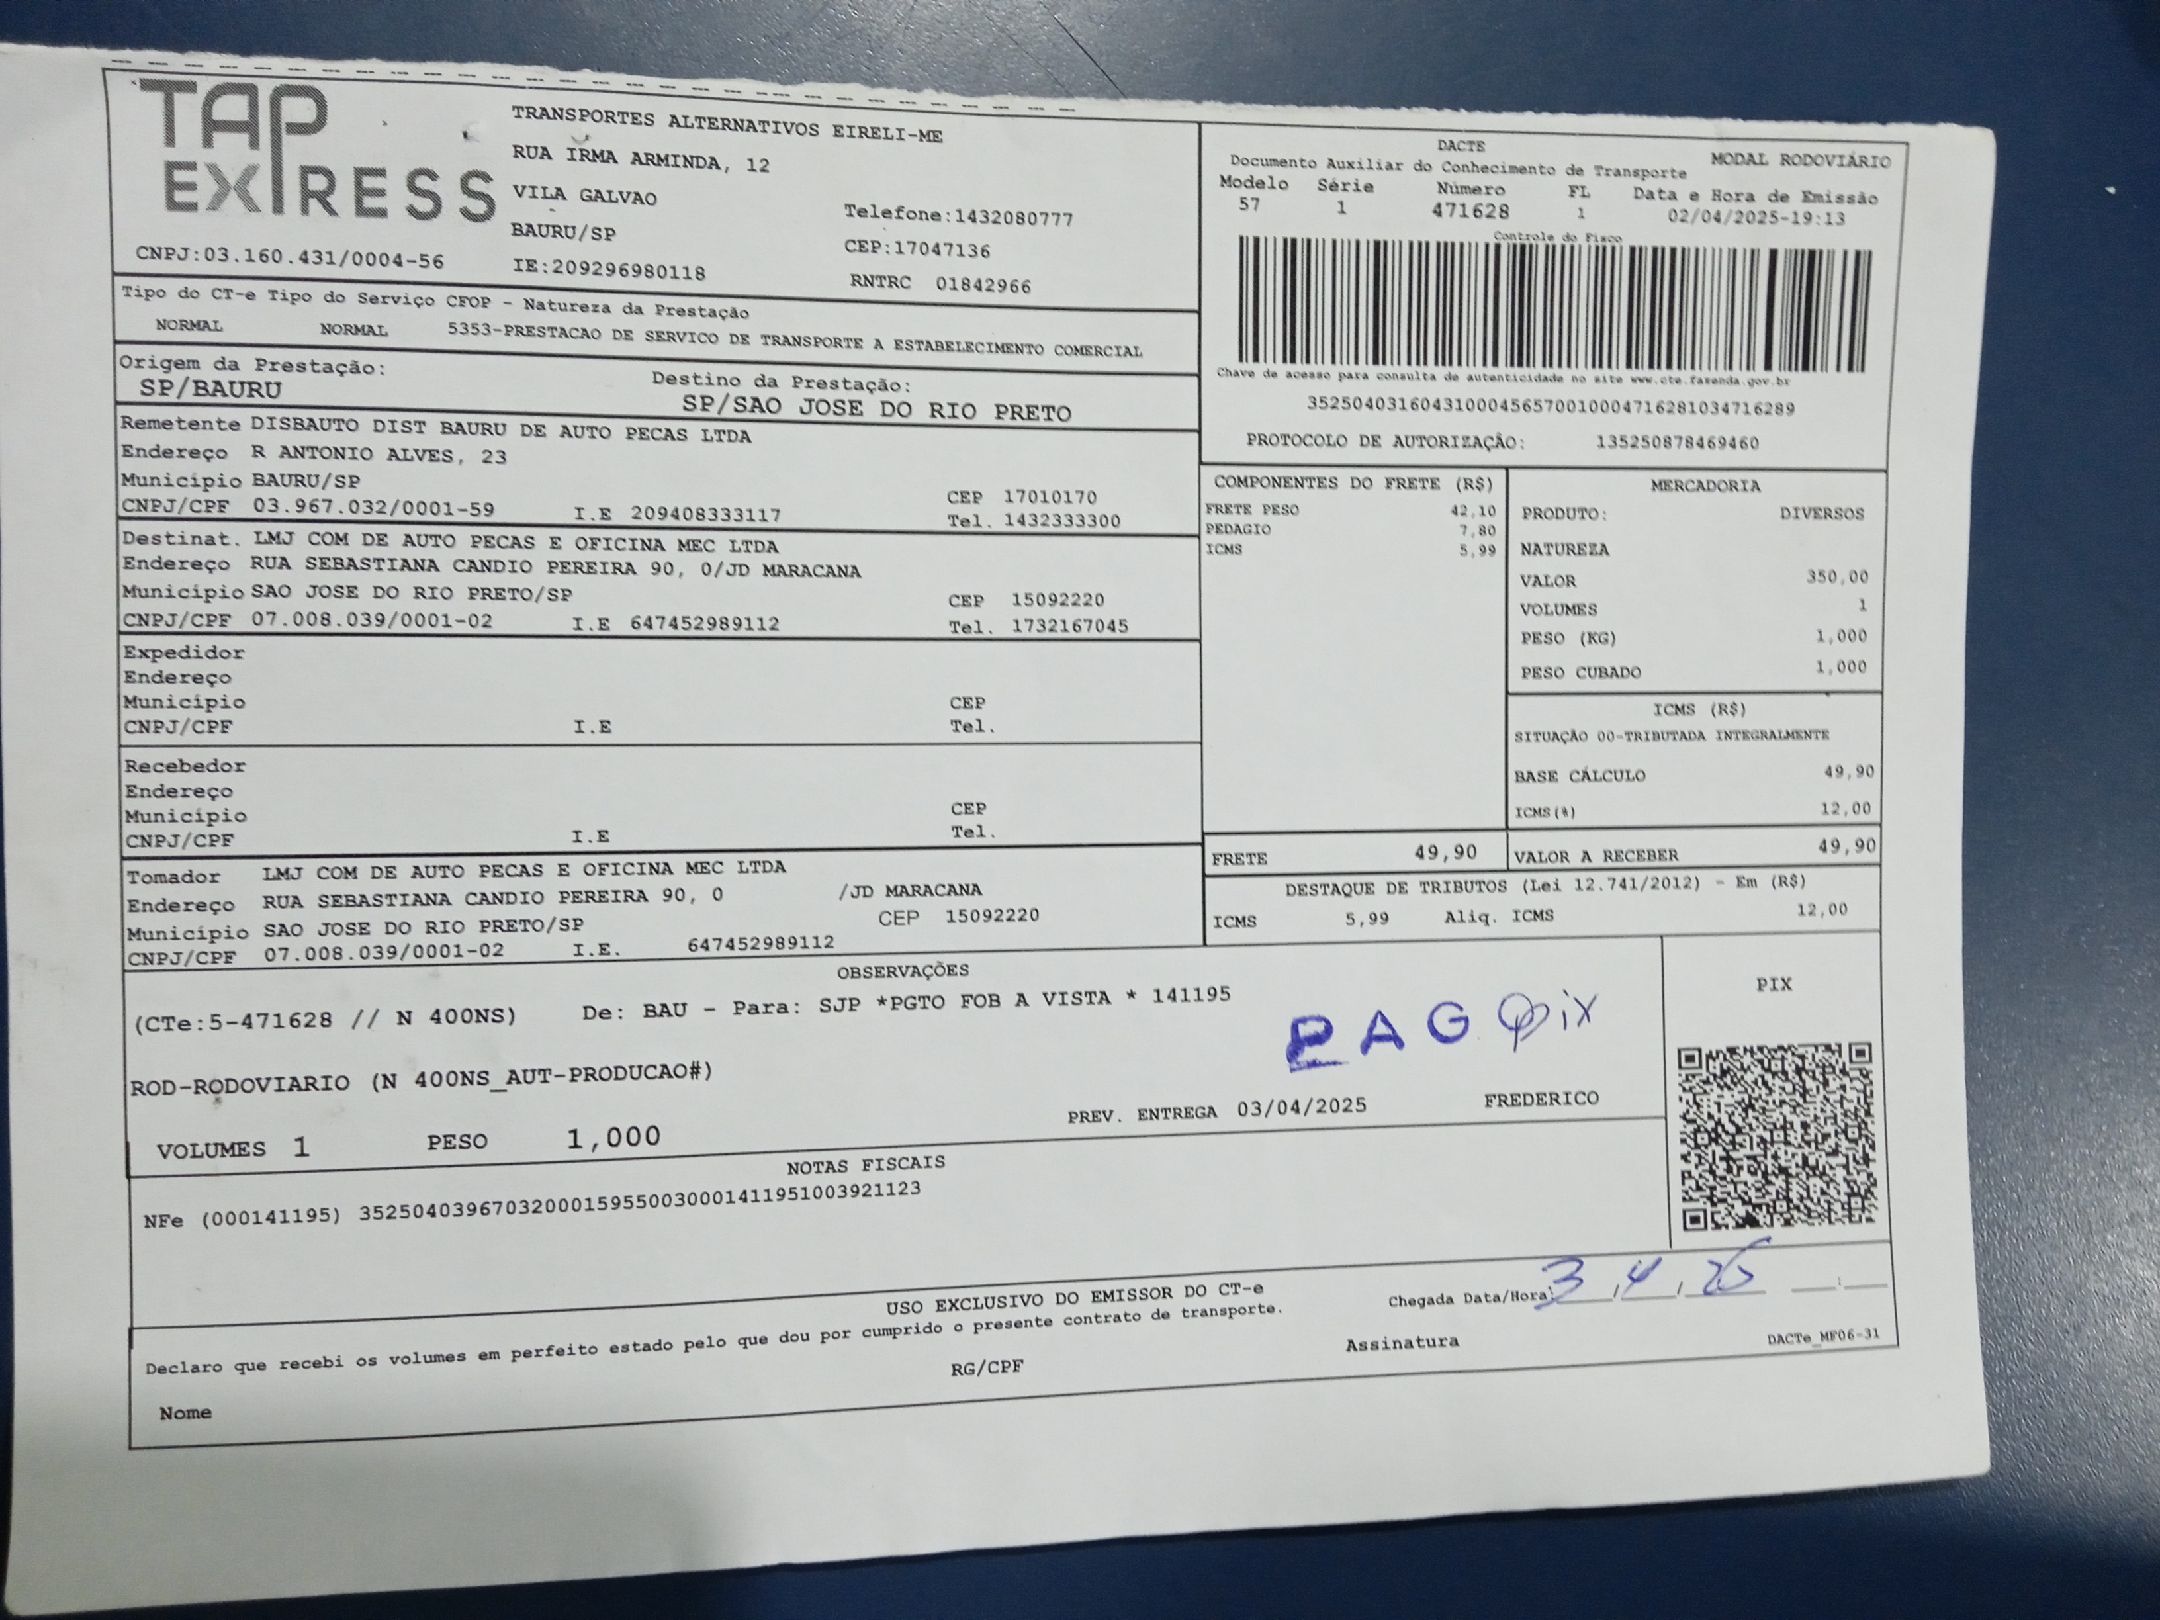 TAP
EXPRESS
CNPJ:03.160.431/0004-56
TRANSPORTES ALTERNATIVOS EIRELI-ME
RUA IRMA ARMINDA, 12
VILA GALVAO
BAURU/SP
IE:209296980118
Telefone:1432080777
CEP:17047136
RNTRC 01842966
DACTE
Documento Auxiliar do Conhecimento de Transporte
MODAL RODOVIÁRIO
Modelo Série Número FL Data e Hora de Emissão
57 1 471628 1 02/04/2025-19:13
Controle do Fisco
Chave de acesso para consulta de autenticidade no site www.cte.fazenda.gov.br
35250403160431000456570010004716281034716289
PROTOCOLO DE AUTORIZAÇÃO: 135250878469460
Tipo do CT-e Tipo do Serviço CFOP - Natureza da Prestação
NORMAL NORMAL 5353-PRESTACAO DE SERVICO DE TRANSPORTE A ESTABELECIMENTO COMERCIAL
Origem da Prestação: Destino da Prestação:
SP/BAURU SP/SAO JOSE DO RIO PRETO
Remetente DISBAUTO DIST BAURU DE AUTO PECAS LTDA
Endereço R ANTONIO ALVES, 23
Município BAURU/SP CEP 17010170
CNPJ/CPF 03.967.032/0001-59 I.E 209408333117 Tel. 1432333300
Destinat. LMJ COM DE AUTO PECAS E OFICINA MEC LTDA
Endereço RUA SEBASTIANA CANDIO PEREIRA 90, 0/JD MARACANA
Município SAO JOSE DO RIO PRETO/SP CEP 15092220
CNPJ/CPF 07.008.039/0001-02 I.E 647452989112 Tel. 1732167045
Expedidor
Endereço
Município CEP
CNPJ/CPF I.E Tel.
Recebedor
Endereço
Município CEP
CNPJ/CPF I.E Tel.
Tomador LMJ COM DE AUTO PECAS E OFICINA MEC LTDA
Endereço RUA SEBASTIANA CANDIO PEREIRA 90, 0 /JD MARACANA
Município SAO JOSE DO RIO PRETO/SP CEP 15092220
CNPJ/CPF 07.008.039/0001-02 I.E. 647452989112
COMPONENTES DO FRETE (R$)
FRETE PESO 42,10
PEDAGIO 7,80
ICMS 5,99
MERCADORIA
PRODUTO: DIVERSOS
NATUREZA
VALOR 350,00
VOLUMES 1
PESO (KG) 1,000
PESO CUBADO 1,000
ICMS (R$)
SITUAÇÃO 00-TRIBUTADA INTEGRALMENTE
BASE CÁLCULO 49,90
ICMS(%) 12,00
FRETE 49,90 VALOR A RECEBER 49,90
DESTAQUE DE TRIBUTOS (Lei 12.741/2012) - Em (R$)
ICMS 5,99 Aliq. ICMS 12,00
OBSERVAÇÕES
(CTe:5-471628 // N 400NS) De: BAU - Para: SJP *PGTO FOB A VISTA * 141195
PAGO pix
ROD-RODOVIARIO (N 400NS_AUT-PRODUCAO#)
PREV. ENTREGA 03/04/2025 FREDERICO
VOLUMES 1 PESO 1,000
PIX
NOTAS FISCAIS
NFe (000141195) 35250403967032000159550030001411951003921123
USO EXCLUSIVO DO EMISSOR DO CT-e
Chegada Data/Hora: 3/4/25 :
Declaro que recebi os volumes em perfeito estado pelo que dou por cumprido o presente contrato de transporte.
Nome RG/CPF Assinatura
DACTe_MF06-31